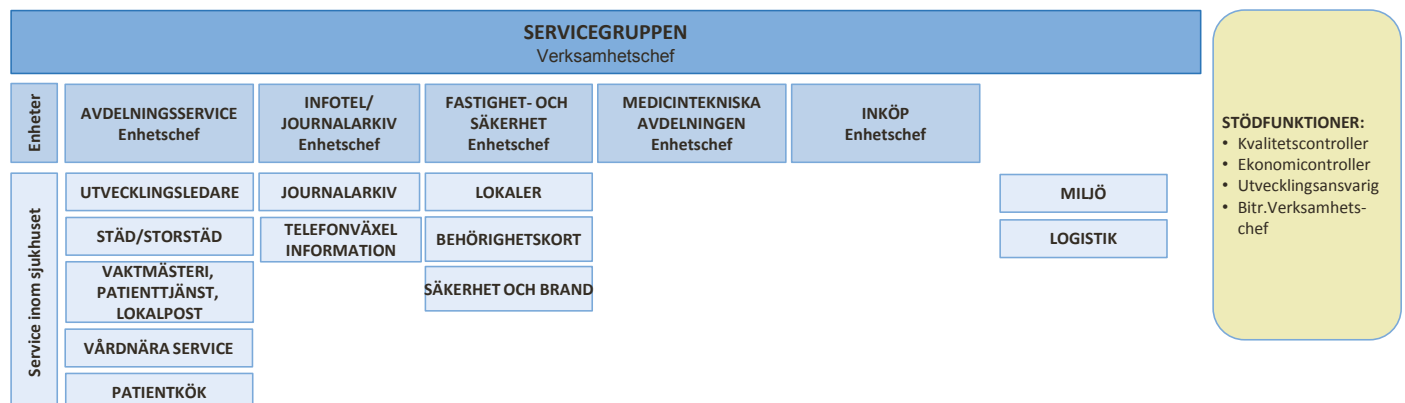 SERVICEGRUPPEN
Verksamhetschef
Enheter
AVDELNINGSSERVICE
Enhetschef
INFOTEL/
JOURNALARKIV
Enhetschef
FASTIGHET- OCH
SÄKERHET
Enhetschef
MEDICINTEKNISKA
AVDELNINGEN
Enhetschef
INKÖP
Enhetschef
Service inom sjukhuset
UTVECKLINGSLEDARE
STÄD/STORSTÄD
VAKTMÄSTERI,
PATIENTTJÄNST,
LOKALPOST
VÅRDNÄRA SERVICE
PATIENTKÖK
JOURNALARKIV
TELEFONVÄXEL
INFORMATION
LOKALER
BEHÖRIGHETSKORT
SÄKERHET OCH BRAND
MILJÖ
LOGISTIK
STÖDFUNKTIONER:
• Kvalitetscontroller
• Ekonomicontroller
• Utvecklingsansvarig
• Bitr.Verksamhets-
chef